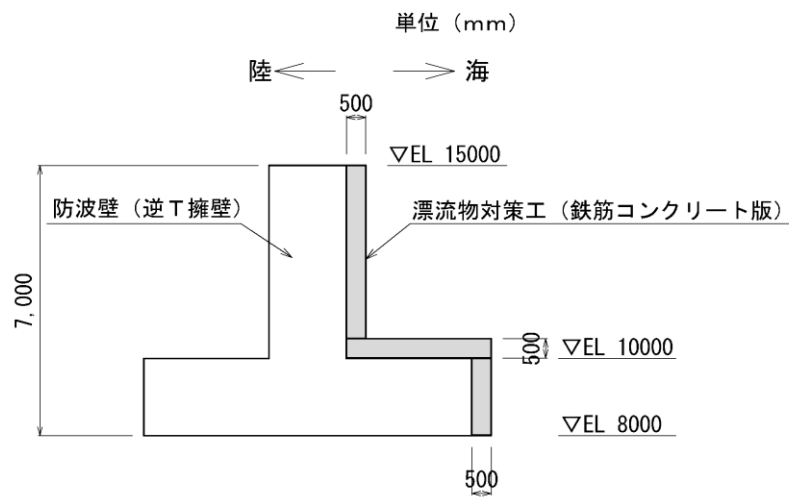 単位（ｍｍ）
陸
海
500
▽EL 15000
防波壁（逆Ｔ擁壁）
漂流物対策工（鉄筋コンクリート版）
7,000
500
▽EL 10000
▽EL 8000
500